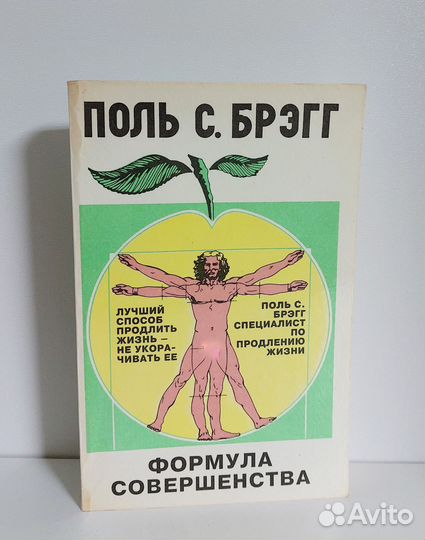 ПОЛЬ С. БРЭГГ
ЛУЧШИЙ
СПОСОБ
ПРОДЛИТЬ
ЖИЗНЬ –
НЕ УКОРА-
ЧИВАТЬ ЕЕ
ПОЛЬ С.
БРЭГГ
СПЕЦИАЛИСТ
ПО
ПРОДЛЕНИЮ
ЖИЗНИ
ФОРМУЛА
СОВЕРШЕНСТВА
Avito